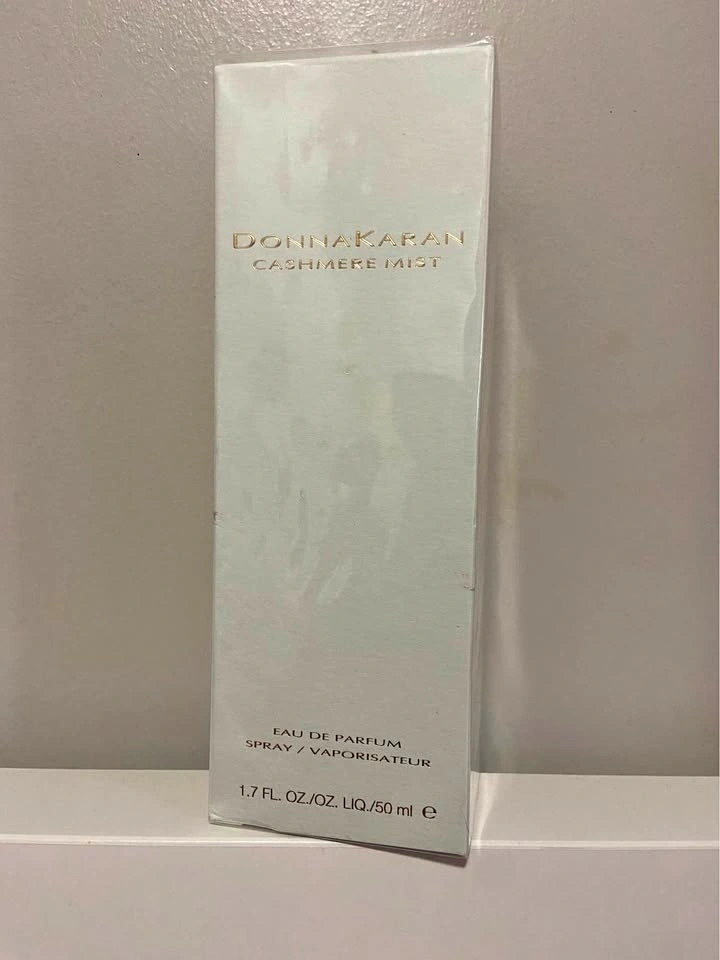 DONNAKARAN
CASHMERE MIST
EAU DE PARFUM
SPRAY / VAPORISATEUR
1.7 FL. OZ./OZ. LIQ./50 ml ℮